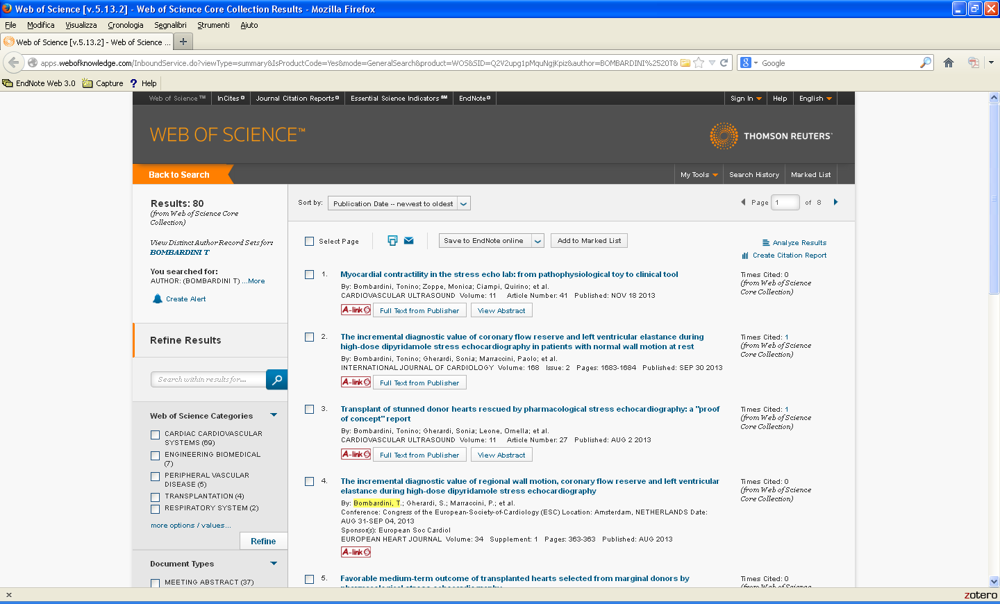 Web of Science [v.5.13.2] - Web of Science Core Collection Results - Mozilla Firefox
File Modifica Visualizza Cronologia Segnalibri Strumenti Aiuto
Web of Science [v.5.13.2] - Web of Science ...
apps.webofknowledge.com/InboundService.do?viewType=summary&IsProductCode=Yes&mode=GeneralSearch&product=WOS&SID=Q2V2upg1pMquNgjKpiz&author=BOMBARDINI%2520T&
Google
EndNote Web 3.0 Capture Help
Web of Science™ InCites Journal Citation Reports Essential Science Indicators℠ EndNote Sign In Help English
WEB OF SCIENCE™
THOMSON REUTERS
Back to Search
My Tools Search History Marked List
Results: 80
(from Web of Science Core
Collection)
View Distinct Author Record Sets for:
BOMBARDINI T
You searched for:
AUTHOR: (BOMBARDINI T) ...More
Create Alert
Refine Results
Search within results for...
Web of Science Categories
CARDIAC CARDIOVASCULAR
SYSTEMS (69)
ENGINEERING BIOMEDICAL
(7)
PERIPHERAL VASCULAR
DISEASE (5)
TRANSPLANTATION (4)
RESPIRATORY SYSTEM (2)
more options / values...
Refine
Document Types
MEETING ABSTRACT (37)
Sort by: Publication Date -- newest to oldest
Page 1 of 8
Select Page
Save to EndNote online
Add to Marked List
Analyze Results
Create Citation Report
1. Myocardial contractility in the stress echo lab: from pathophysiological toy to clinical tool
By: Bombardini, Tonino; Zoppe, Monica; Ciampi, Quirino; et al.
CARDIOVASCULAR ULTRASOUND Volume: 11 Article Number: 41 Published: NOV 18 2013
A-link S Full Text from Publisher View Abstract
Times Cited: 0
(from Web of Science
Core Collection)
2. The incremental diagnostic value of coronary flow reserve and left ventricular elastance during
high-dose dipyridamole stress echocardiography in patients with normal wall motion at rest
By: Bombardini, Tonino; Gherardi, Sonia; Marraccini, Paolo; et al.
INTERNATIONAL JOURNAL OF CARDIOLOGY Volume: 168 Issue: 2 Pages: 1683-1684 Published: SEP 30 2013
A-link S Full Text from Publisher
Times Cited: 1
(from Web of Science
Core Collection)
3. Transplant of stunned donor hearts rescued by pharmacological stress echocardiography: a "proof
of concept" report
By: Bombardini, Tonino; Gherardi, Sonia; Leone, Ornella; et al.
CARDIOVASCULAR ULTRASOUND Volume: 11 Article Number: 27 Published: AUG 2 2013
A-link S Full Text from Publisher View Abstract
Times Cited: 1
(from Web of Science
Core Collection)
4. The incremental diagnostic value of regional wall motion, coronary flow reserve and left ventricular
elastance during high-dose dipyridamole stress echocardiography
By: Bombardini, T.; Gherardi, S.; Marraccini, P.; et al.
Conference: Congress of the European-Society-of-Cardiology (ESC) Location: Amsterdam, NETHERLANDS Date:
AUG 31-SEP 04, 2013
Sponsor(s): European Soc Cardiol
EUROPEAN HEART JOURNAL Volume: 34 Supplement: 1 Pages: 363-363 Published: AUG 2013
A-link S
Times Cited: 0
(from Web of Science
Core Collection)
5. Favorable medium-term outcome of transplanted hearts selected from marginal donors by
pharmacological stress echocardiography
Times Cited: 0
(from Web of Science
zotero